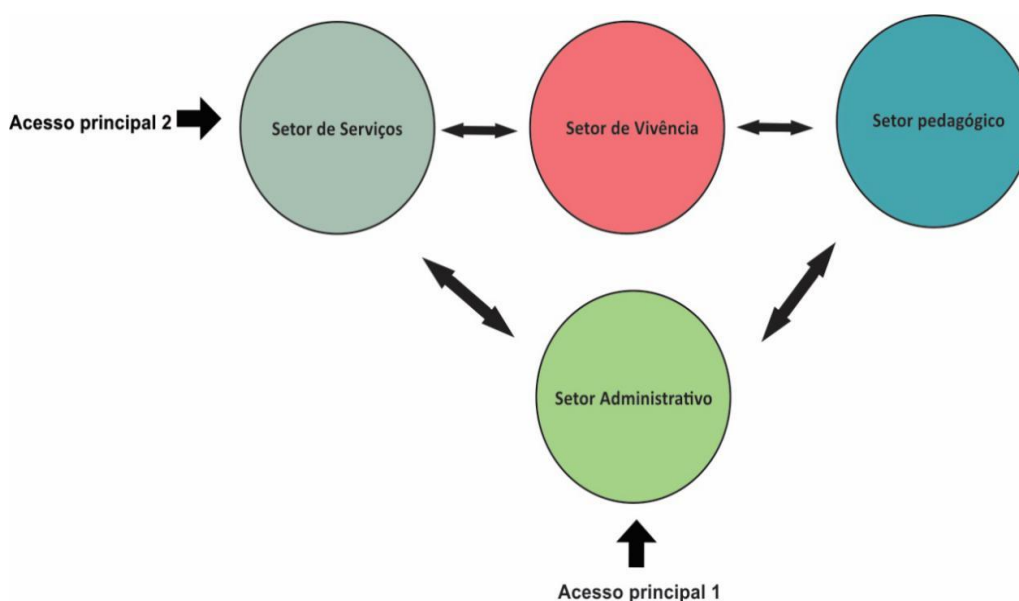 Acesso principal 2
Setor de Serviços
Setor de Vivência
Setor pedagógico
Setor Administrativo
Acesso principal 1